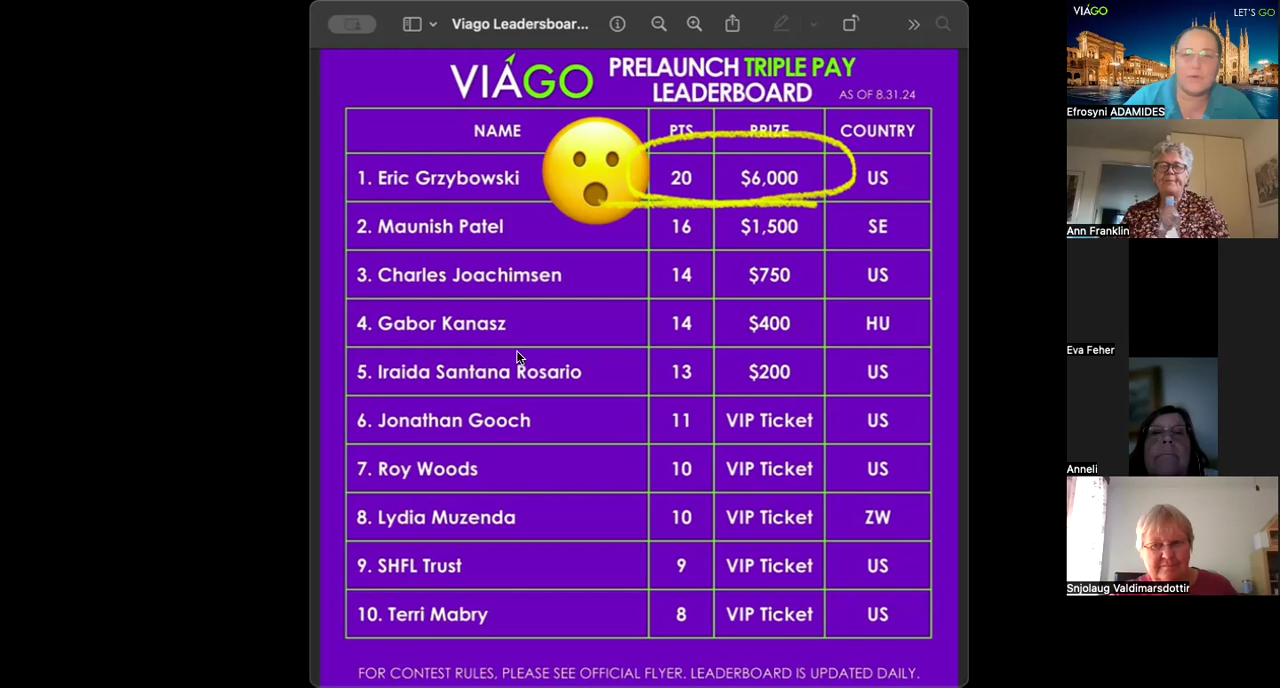 Viago Leadersboar...
VIÁGO
PRELAUNCH TRIPLE PAY
LEADERBOARD
AS OF 8.31.24
NAME PTS PRIZE COUNTRY
1. Eric Grzybowski 20 $6,000 US
2. Maunish Patel 16 $1,500 SE
3. Charles Joachimsen 14 $750 US
4. Gabor Kanasz 14 $400 HU
5. Iraida Santana Rosario 13 $200 US
6. Jonathan Gooch 11 VIP Ticket US
7. Roy Woods 10 VIP Ticket US
8. Lydia Muzenda 10 VIP Ticket ZW
9. SHFL Trust 9 VIP Ticket US
10. Terri Mabry 8 VIP Ticket US
FOR CONTEST RULES, PLEASE SEE OFFICIAL FLYER. LEADERBOARD IS UPDATED DAILY.
VIÁGO
LET'S GO
Efrosyni ADAMIDES
Ann Franklin
Eva Feher
Anneli
Snjolaug Valdimarsdottir